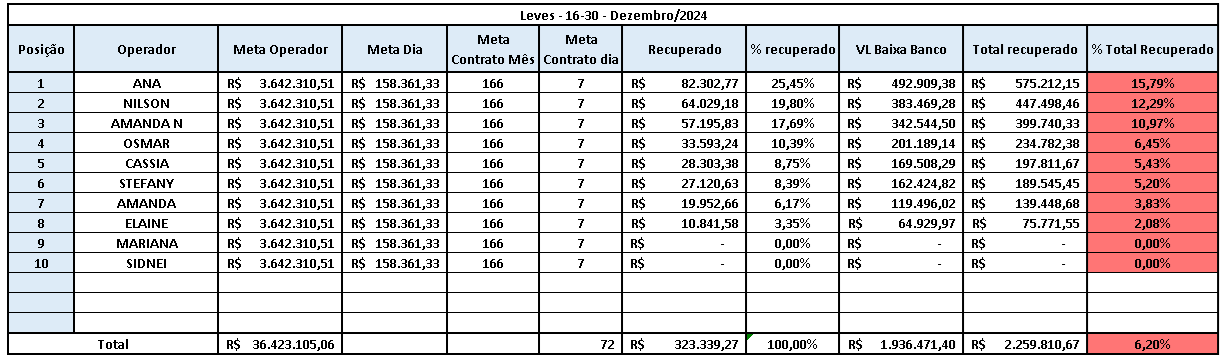 Leves - 16-30 - Dezembro/2024
Posição Operador Meta Operador Meta Dia Meta Contrato Mês Meta Contrato dia Recuperado % recuperado VL Baixa Banco Total recuperado % Total Recuperado
1 ANA R$ 3.642.310,51 R$ 158.361,33 166 7 R$ 82.302,77 25,45% R$ 492.909,38 R$ 575.212,15 15,79%
2 NILSON R$ 3.642.310,51 R$ 158.361,33 166 7 R$ 64.029,18 19,80% R$ 383.469,28 R$ 447.498,46 12,29%
3 AMANDA N R$ 3.642.310,51 R$ 158.361,33 166 7 R$ 57.195,83 17,69% R$ 342.544,50 R$ 399.740,33 10,97%
4 OSMAR R$ 3.642.310,51 R$ 158.361,33 166 7 R$ 33.593,24 10,39% R$ 201.189,14 R$ 234.782,38 6,45%
5 CASSIA R$ 3.642.310,51 R$ 158.361,33 166 7 R$ 28.303,38 8,75% R$ 169.508,29 R$ 197.811,67 5,43%
6 STEFANY R$ 3.642.310,51 R$ 158.361,33 166 7 R$ 27.120,63 8,39% R$ 162.424,82 R$ 189.545,45 5,20%
7 AMANDA R$ 3.642.310,51 R$ 158.361,33 166 7 R$ 19.952,66 6,17% R$ 119.496,02 R$ 139.448,68 3,83%
8 ELAINE R$ 3.642.310,51 R$ 158.361,33 166 7 R$ 10.841,58 3,35% R$ 64.929,97 R$ 75.771,55 2,08%
9 MARIANA R$ 3.642.310,51 R$ 158.361,33 166 7 R$ - 0,00% R$ - R$ - 0,00%
10 SIDNEI R$ 3.642.310,51 R$ 158.361,33 166 7 R$ - 0,00% R$ - R$ - 0,00%
Total R$ 36.423.105,06 72 R$ 323.339,27 100,00% R$ 1.936.471,40 R$ 2.259.810,67 6,20%